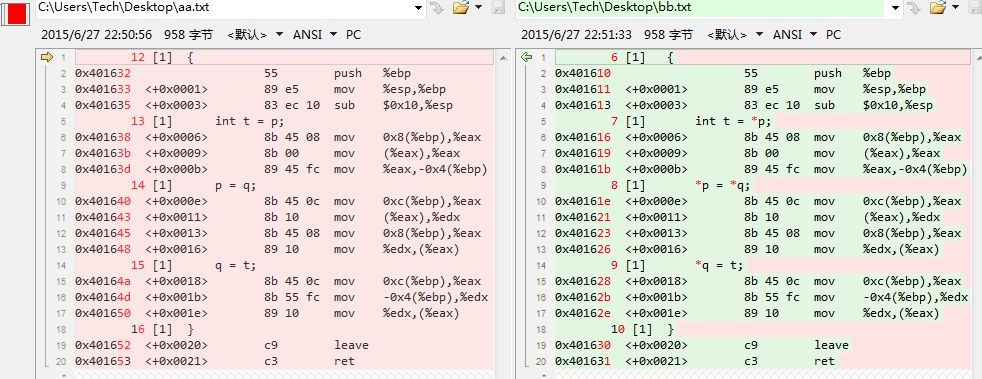 C:\Users\Tech\Desktop\aa.txt
2015/6/27 22:50:56 958 字节 <默认> ANSI PC
1 12 [1] {
2 0x401632 55 push %ebp
3 0x401633 <+0x0001> 89 e5 mov %esp,%ebp
4 0x401635 <+0x0003> 83 ec 10 sub $0x10,%esp
5 13 [1] int t = p;
6 0x401638 <+0x0006> 8b 45 08 mov 0x8(%ebp),%eax
7 0x40163b <+0x0009> 8b 00 mov (%eax),%eax
8 0x40163d <+0x000b> 89 45 fc mov %eax,-0x4(%ebp)
9 14 [1] p = q;
10 0x401640 <+0x000e> 8b 45 0c mov 0xc(%ebp),%eax
11 0x401643 <+0x0011> 8b 10 mov (%eax),%edx
12 0x401645 <+0x0013> 8b 45 08 mov 0x8(%ebp),%eax
13 0x401648 <+0x0016> 89 10 mov %edx,(%eax)
14 15 [1] q = t;
15 0x40164a <+0x0018> 8b 45 0c mov 0xc(%ebp),%eax
16 0x40164d <+0x001b> 8b 55 fc mov -0x4(%ebp),%edx
17 0x401650 <+0x001e> 89 10 mov %edx,(%eax)
18 16 [1] }
19 0x401652 <+0x0020> c9 leave
20 0x401653 <+0x0021> c3 ret
C:\Users\Tech\Desktop\bb.txt
2015/6/27 22:51:33 958 字节 <默认> ANSI PC
1 6 [1] {
2 0x401610 55 push %ebp
3 0x401611 <+0x0001> 89 e5 mov %esp,%ebp
4 0x401613 <+0x0003> 83 ec 10 sub $0x10,%esp
5 7 [1] int t = *p;
6 0x401616 <+0x0006> 8b 45 08 mov 0x8(%ebp),%eax
7 0x401619 <+0x0009> 8b 00 mov (%eax),%eax
8 0x40161b <+0x000b> 89 45 fc mov %eax,-0x4(%ebp)
9 8 [1] *p = *q;
10 0x40161e <+0x000e> 8b 45 0c mov 0xc(%ebp),%eax
11 0x401621 <+0x0011> 8b 10 mov (%eax),%edx
12 0x401623 <+0x0013> 8b 45 08 mov 0x8(%ebp),%eax
13 0x401626 <+0x0016> 89 10 mov %edx,(%eax)
14 9 [1] *q = t;
15 0x401628 <+0x0018> 8b 45 0c mov 0xc(%ebp),%eax
16 0x40162b <+0x001b> 8b 55 fc mov -0x4(%ebp),%edx
17 0x40162e <+0x001e> 89 10 mov %edx,(%eax)
18 10 [1] }
19 0x401630 <+0x0020> c9 leave
20 0x401631 <+0x0021> c3 ret